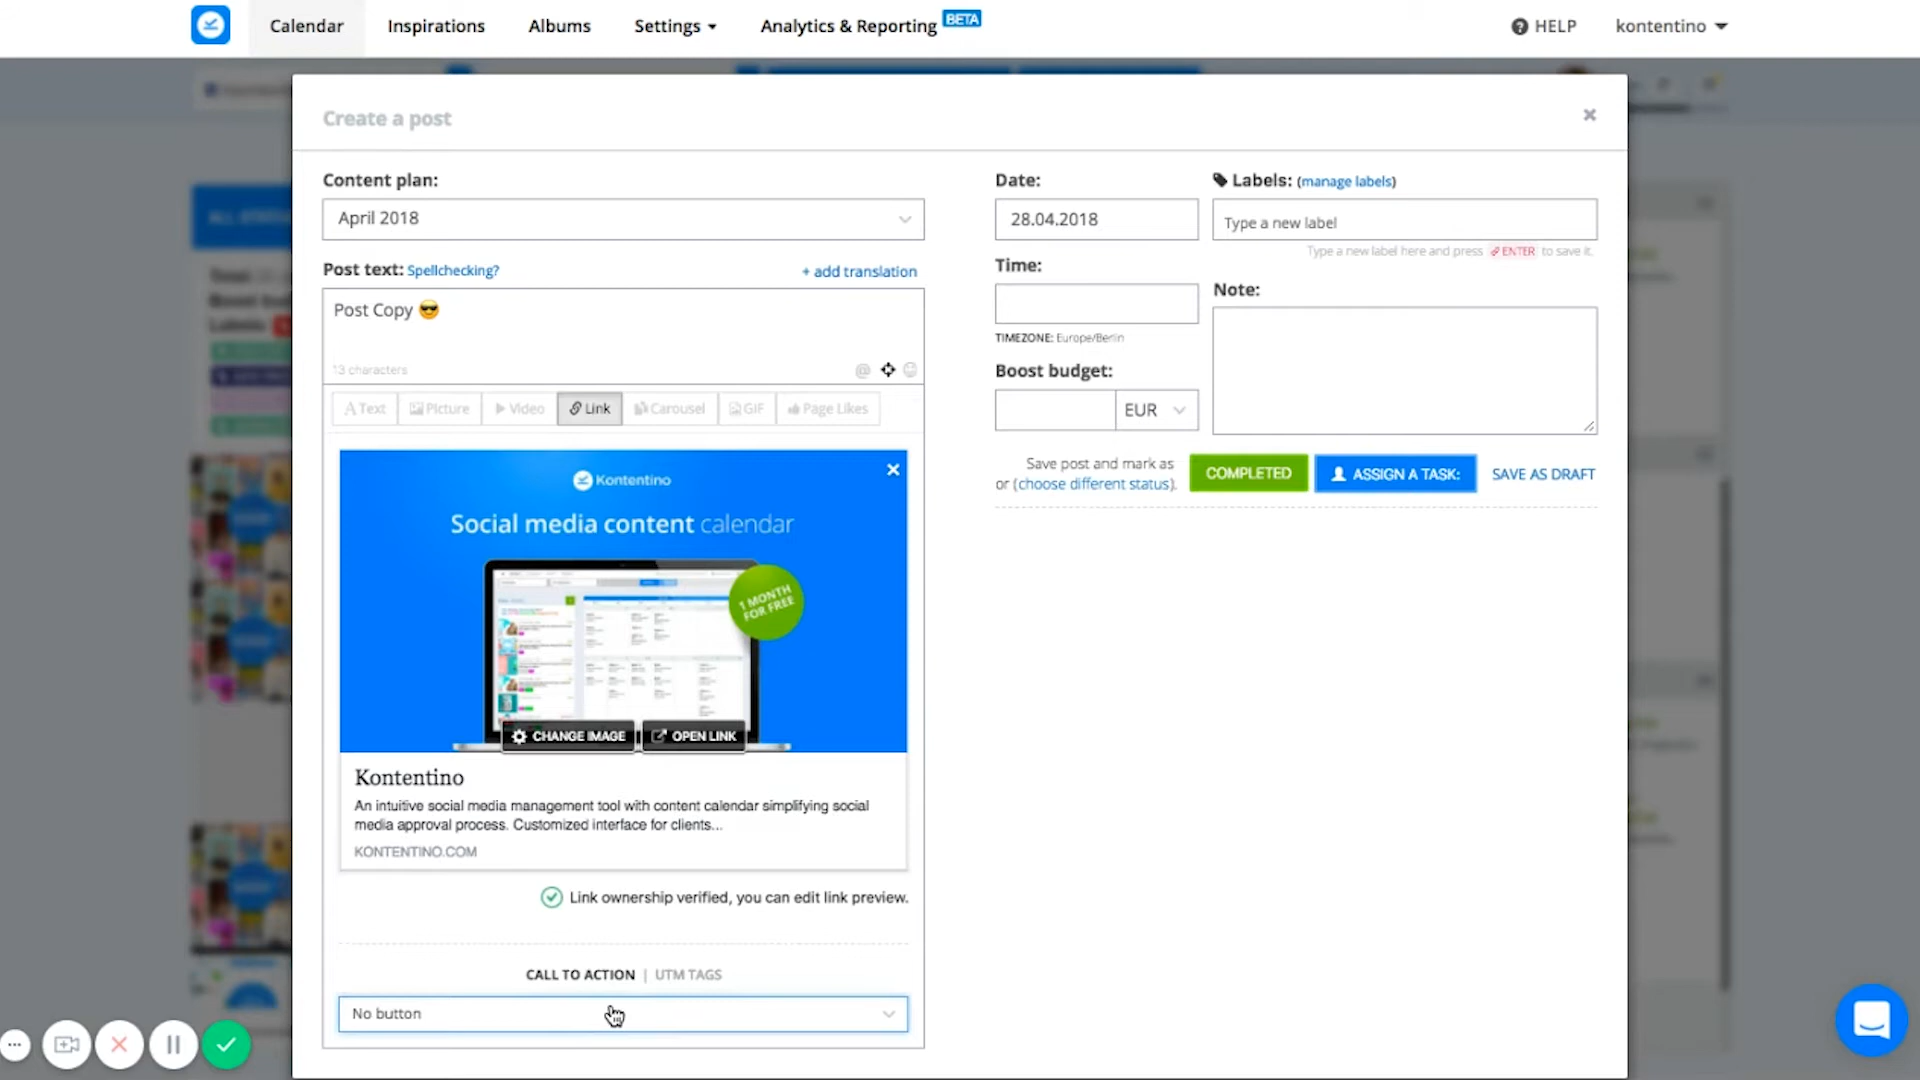 Calendar
Inspirations
Albums
Settings
Analytics & Reporting BETA
HELP
kontentino
Create a post
Content plan:
April 2018
Post text: Spellchecking?
+ add translation
Post Copy 😎
13 characters
Text
Picture
Video
Link
Carousel
GIF
Page Likes
Kontentino
Social media content calendar
1 MONTH
FOR FREE
CHANGE IMAGE
OPEN LINK
Kontentino
An intuitive social media management tool with content calendar simplifying social
media approval process. Customized interface for clients...
KONTENTINO.COM
Link ownership verified, you can edit link preview.
CALL TO ACTION | UTM TAGS
No button
Date:
28.04.2018
Time:
TIMEZONE: Europe/Berlin
Boost budget:
EUR
Labels: (manage labels)
Type a new label
Type a new label here and press ENTER to save it.
Note:
Save post and mark as
or (choose different status).
COMPLETED
ASSIGN A TASK:
SAVE AS DRAFT